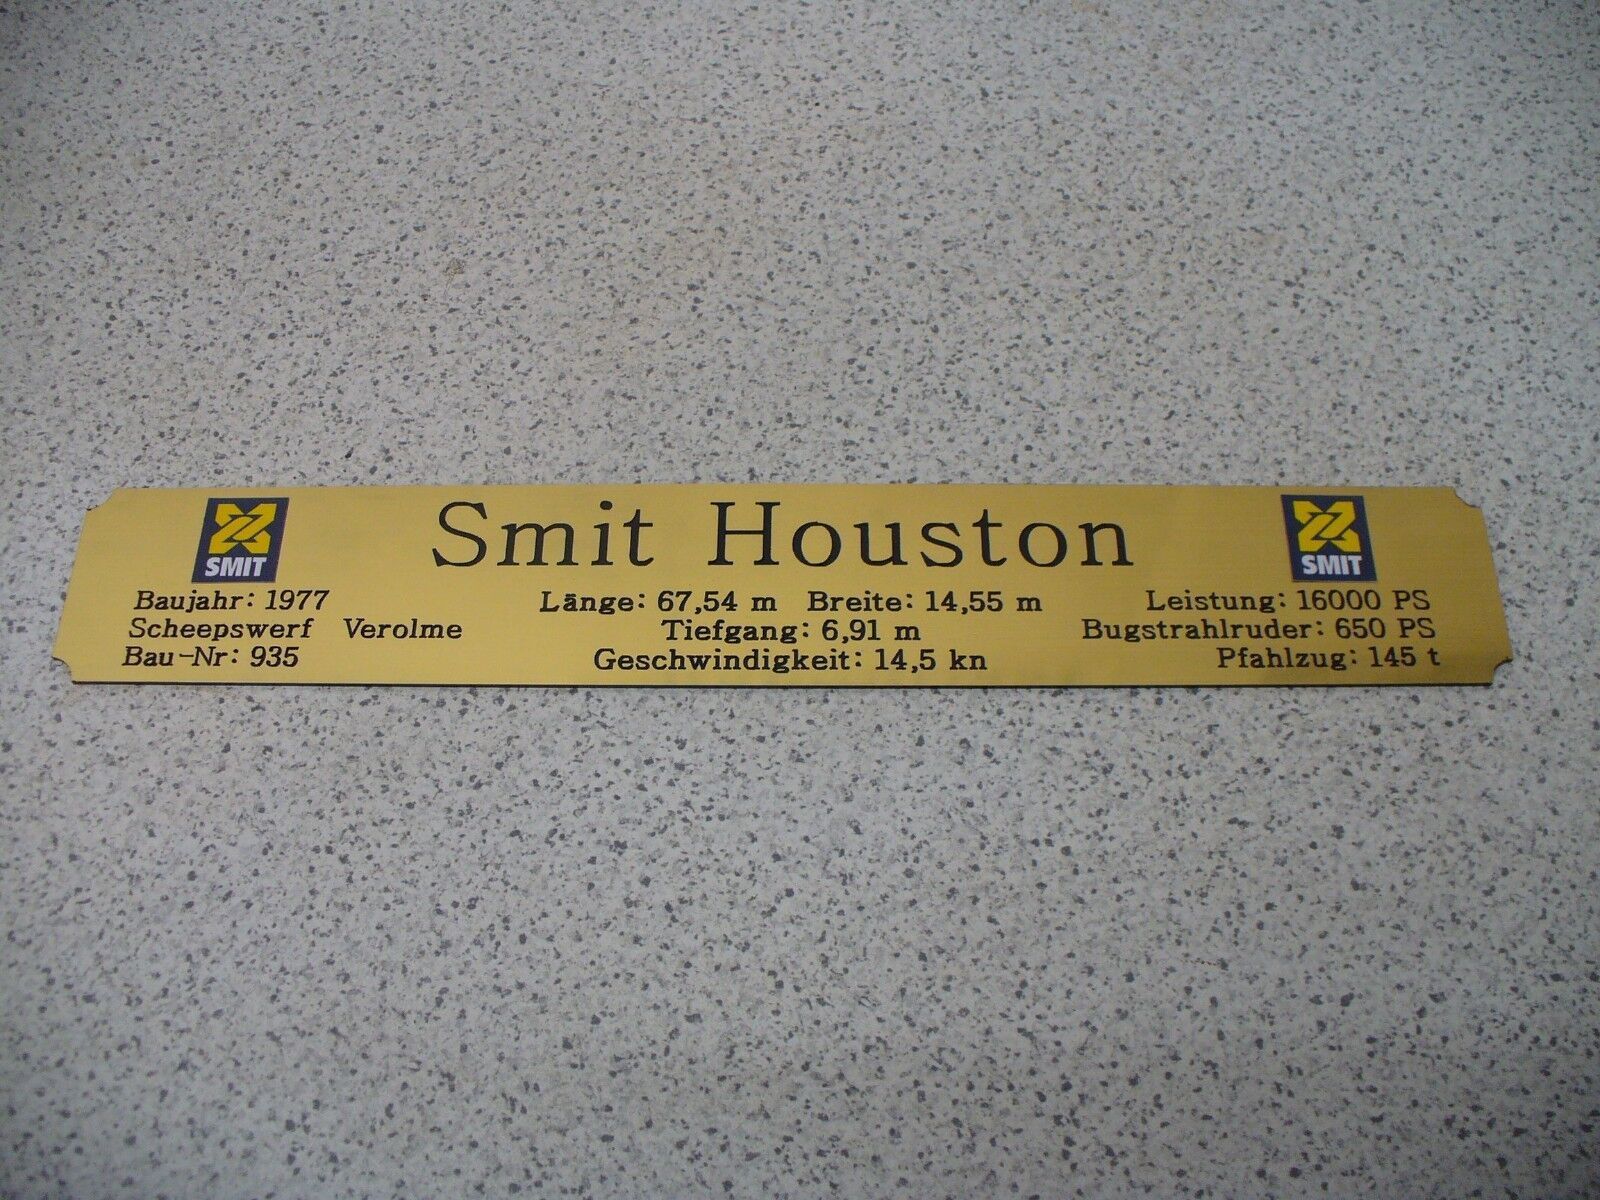 Smit Houston
SMIT
SMIT
Baujahr: 1977
Scheepswerf Verolme
Bau-Nr: 935
Länge: 67,54 m Breite: 14,55 m
Tiefgang: 6,91 m
Geschwindigkeit: 14,5 kn
Leistung: 16000 PS
Bugstrahlruder: 650 PS
Pfahlzug: 145 t